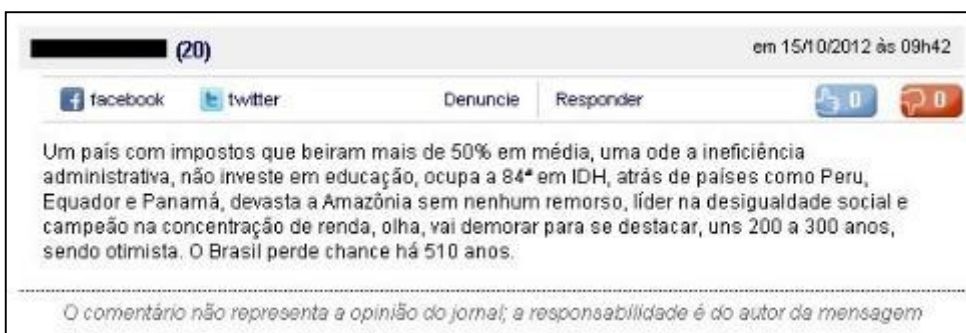 (20) em 15/10/2012 às 09h42
facebook twitter Denuncie Responder 0 0
Um país com impostos que beiram mais de 50% em média, uma ode a ineficiência
administrativa, não investe em educação, ocupa a 84ª em IDH, atrás de países como Peru,
Equador e Panamá, devasta a Amazônia sem nenhum remorso, líder na desigualdade social e
campeão na concentração de renda, olha, vai demorar para se destacar, uns 200 a 300 anos,
sendo otimista. O Brasil perde chance há 510 anos.
O comentário não representa a opinião do jornal; a responsabilidade é do autor da mensagem